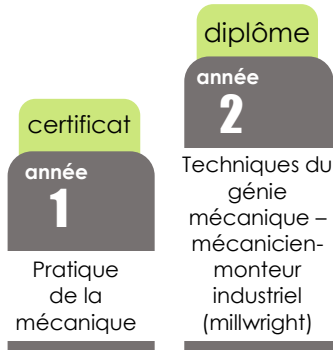 certificat
année
1
Pratique
de la
mécanique
diplôme
année
2
Techniques du
génie
mécanique –
mécanicien-
monteur
industriel
(millwright)